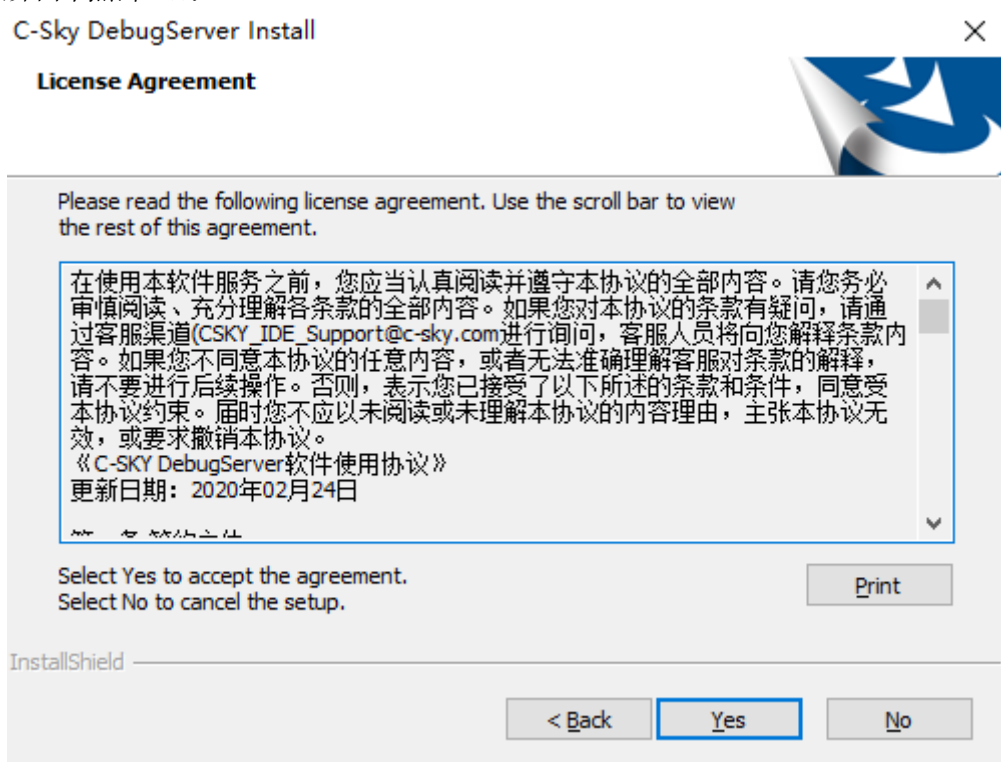 C-Sky DebugServer Install
License Agreement
Please read the following license agreement. Use the scroll bar to view
the rest of this agreement.
在使用本软件服务之前，您应当认真阅读并遵守本协议的全部内容。请您务必
审慎阅读、充分理解各条款的全部内容。如果您对本协议的条款有疑问，请通
过客服渠道(CSKY_IDE_Support@c-sky.com进行询问，客服人员将向您解释条款内
容。如果您不同意本协议的任意内容，或者无法准确理解客服对条款的解释，
请不要进行后续操作。否则，表示您已接受了以下所述的条款和条件，同意受
本协议约束。届时您不应以未阅读或未理解本协议的内容理由，主张本协议无
效，或要求撤销本协议。
《C-SKY DebugServer软件使用协议》
更新日期：2020年02月24日
Select Yes to accept the agreement.
Select No to cancel the setup.
Print
InstallShield
< Back
Yes
No